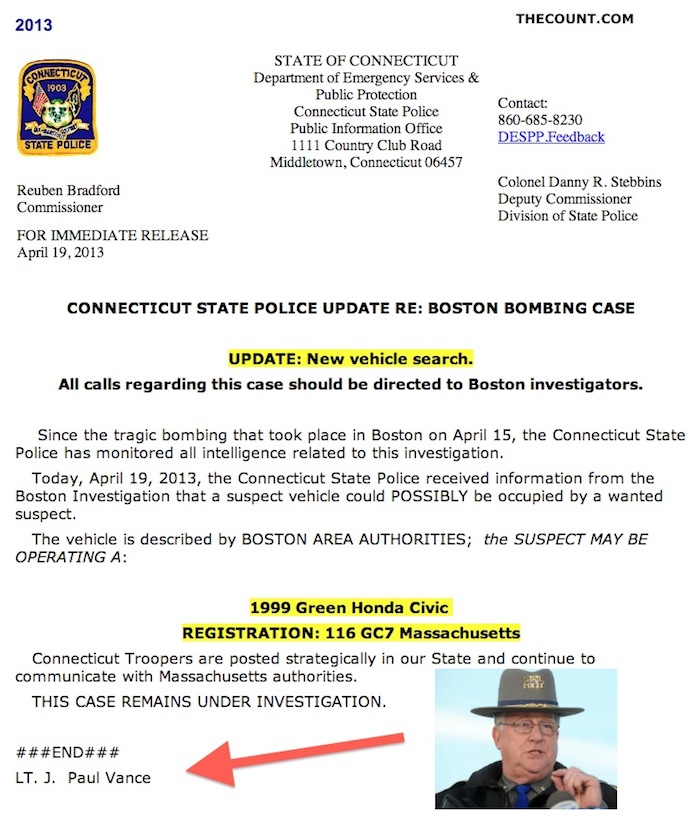 2013
THECOUNT.COM
CONNECTICUT
1903
STATE POLICE
STATE OF CONNECTICUT
Department of Emergency Services &
Public Protection
Connecticut State Police
Public Information Office
1111 Country Club Road
Middletown, Connecticut 06457
Contact:
860-685-8230
DESPP.Feedback
Colonel Danny R. Stebbins
Deputy Commissioner
Division of State Police
Reuben Bradford
Commissioner
FOR IMMEDIATE RELEASE
April 19, 2013
CONNECTICUT STATE POLICE UPDATE RE: BOSTON BOMBING CASE
UPDATE: New vehicle search.
All calls regarding this case should be directed to Boston investigators.
Since the tragic bombing that took place in Boston on April 15, the Connecticut State
Police has monitored all intelligence related to this investigation.
Today, April 19, 2013, the Connecticut State Police received information from the
Boston Investigation that a suspect vehicle could POSSIBLY be occupied by a wanted
suspect.
The vehicle is described by BOSTON AREA AUTHORITIES; the SUSPECT MAY BE
OPERATING A:
1999 Green Honda Civic
REGISTRATION: 116 GC7 Massachusetts
Connecticut Troopers are posted strategically in our State and continue to
communicate with Massachusetts authorities.
THIS CASE REMAINS UNDER INVESTIGATION.
###END###
LT. J. Paul Vance